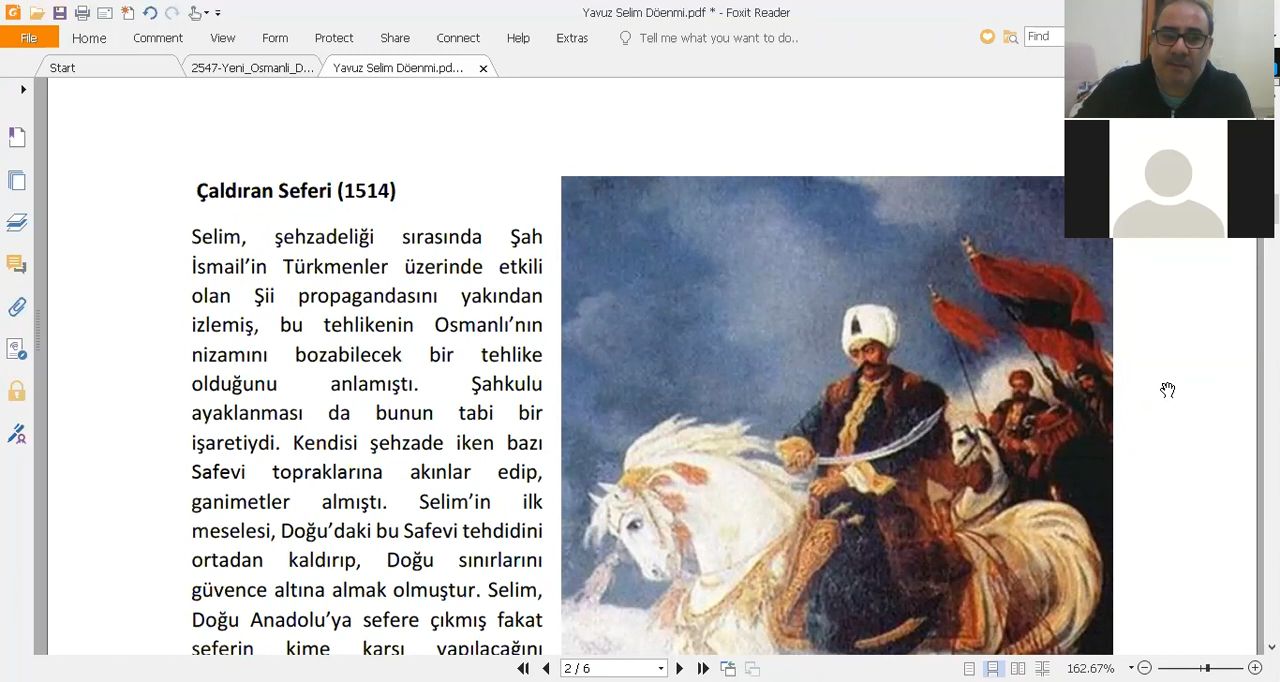 Yavuz Selim Döenmi.pdf * - Foxit Reader
File Home Comment View Form Protect Share Connect Help Extras Tell me what you want to do.. Find
Start 2547-Yeni_Osmanli_D... Yavuz Selim Döenmi.pd... ×
Çaldıran Seferi (1514)
Selim, şehzadeliği sırasında Şah
İsmail’in Türkmenler üzerinde etkili
olan Şii propagandasını yakından
izlemiş, bu tehlikenin Osmanlı’nın
nizamını bozabilecek bir tehlike
olduğunu anlamıştı. Şahkulu
ayaklanması da bunun tabi bir
işaretiydi. Kendisi şehzade iken bazı
Safevi topraklarına akınlar edip,
ganimetler almıştı. Selim’in ilk
meselesi, Doğu’daki bu Safevi tehdidini
ortadan kaldırıp, Doğu sınırlarını
güvence altına almak olmuştur. Selim,
Doğu Anadolu’ya sefere çıkmış fakat
seferin kime karşı yapılacağını
2 / 6 162.67%